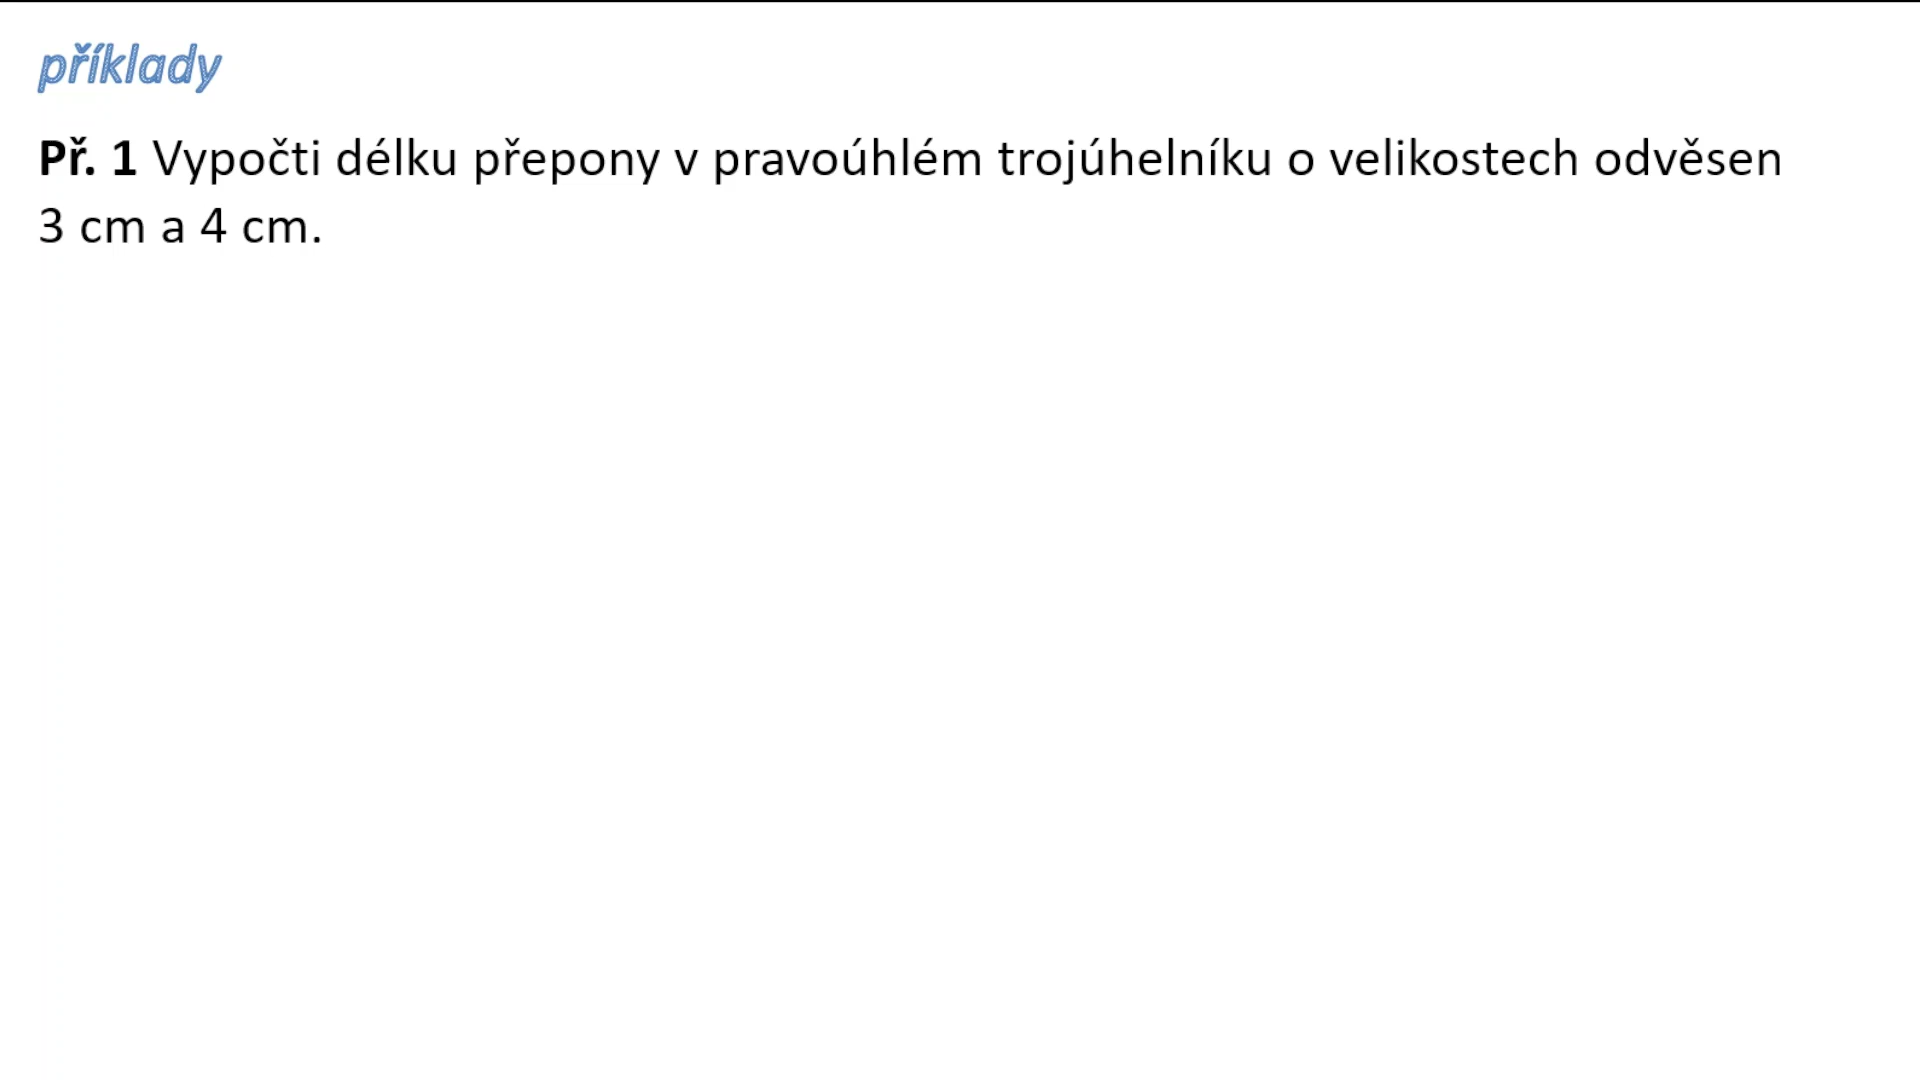 příklady
Př. 1 Vypočti délku přepony v pravoúhlém trojúhelníku o velikostech odvěsen
3 cm a 4 cm.